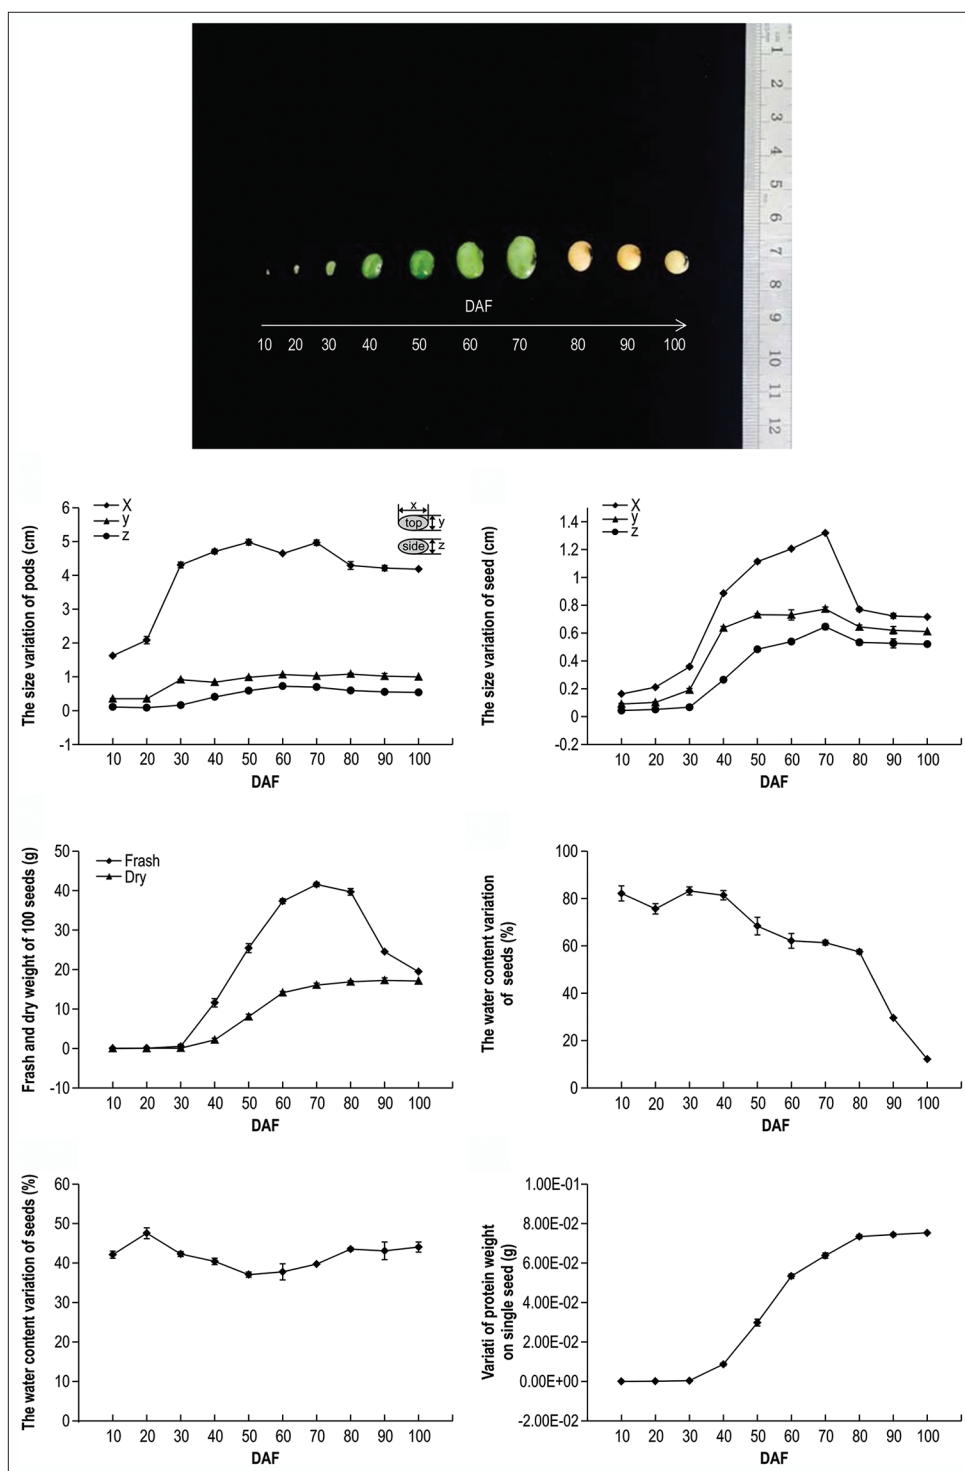 1
2
3
4
5
6
7
8
9
10
11
12
DAF
10 20 30 40 50 60 70 80 90 100
The size variation of pods (cm)
6
5
4
3
2
1
0
-1
X
y
z
x
top
y
side
z
10 20 30 40 50 60 70 80 90 100
DAF
The size variation of seed (cm)
1.4
1.2
1.0
0.8
0.6
0.4
0.2
0
-0.2
X
y
z
10 20 30 40 50 60 70 80 90 100
DAF
Frash and dry weight of 100 seeds (g)
50
40
30
20
10
0
-10
Frash
Dry
10 20 30 40 50 60 70 80 90 100
DAF
The water content variation
of seeds (%)
100
80
60
40
20
0
10 20 30 40 50 60 70 80 90 100
DAF
The water content variation of seeds (%)
60
50
40
30
20
10
0
10 20 30 40 50 60 70 80 90 100
DAF
Variati of protein weight
on single seed (g)
1.00E-01
8.00E-02
6.00E-02
4.00E-02
2.00E-02
0.00E+00
-2.00E-02
10 20 30 40 50 60 70 80 90 100
DAF